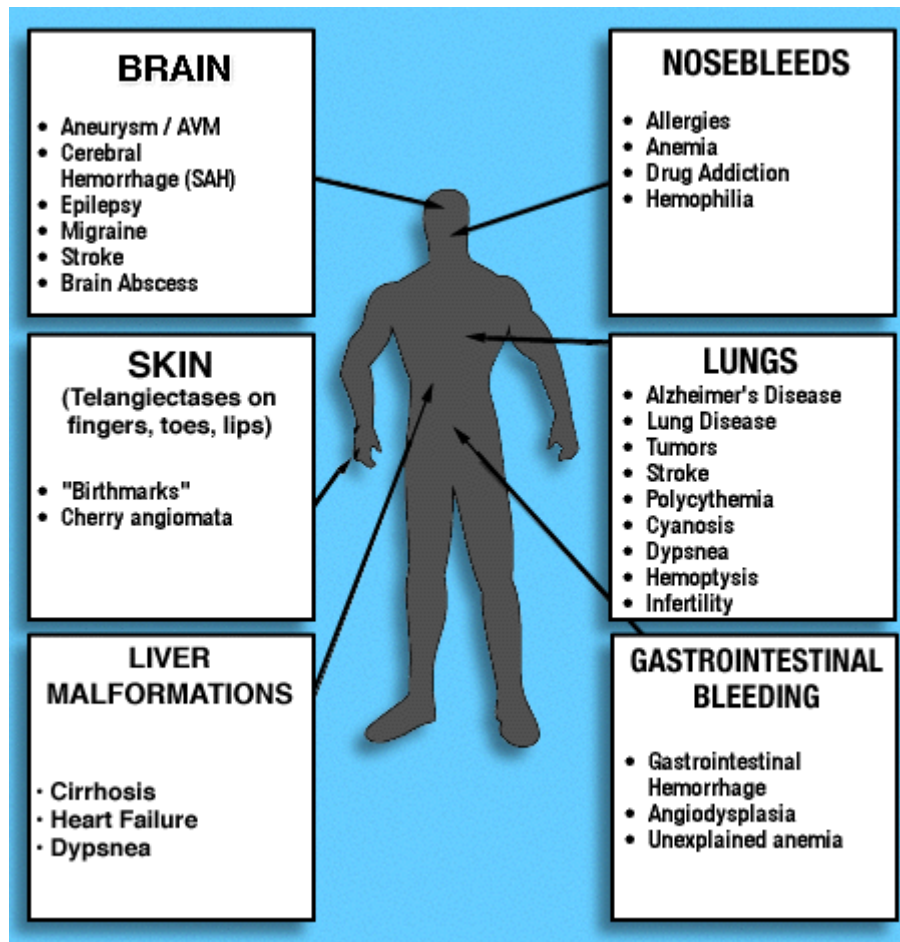 BRAIN
• Aneurysm / AVM
• Cerebral
Hemorrhage (SAH)
• Epilepsy
• Migraine
• Stroke
• Brain Abscess
NOSEBLEEDS
• Allergies
• Anemia
• Drug Addiction
• Hemophilia
SKIN
(Telangiectases on
fingers, toes, lips)
• "Birthmarks"
• Cherry angiomata
LUNGS
• Alzheimer's Disease
• Lung Disease
• Tumors
• Stroke
• Polycythemia
• Cyanosis
• Dypsnea
• Hemoptysis
• Infertility
LIVER
MALFORMATIONS
· Cirrhosis
· Heart Failure
· Dypsnea
GASTROINTESTINAL
BLEEDING
• Gastrointestinal
Hemorrhage
• Angiodysplasia
• Unexplained anemia